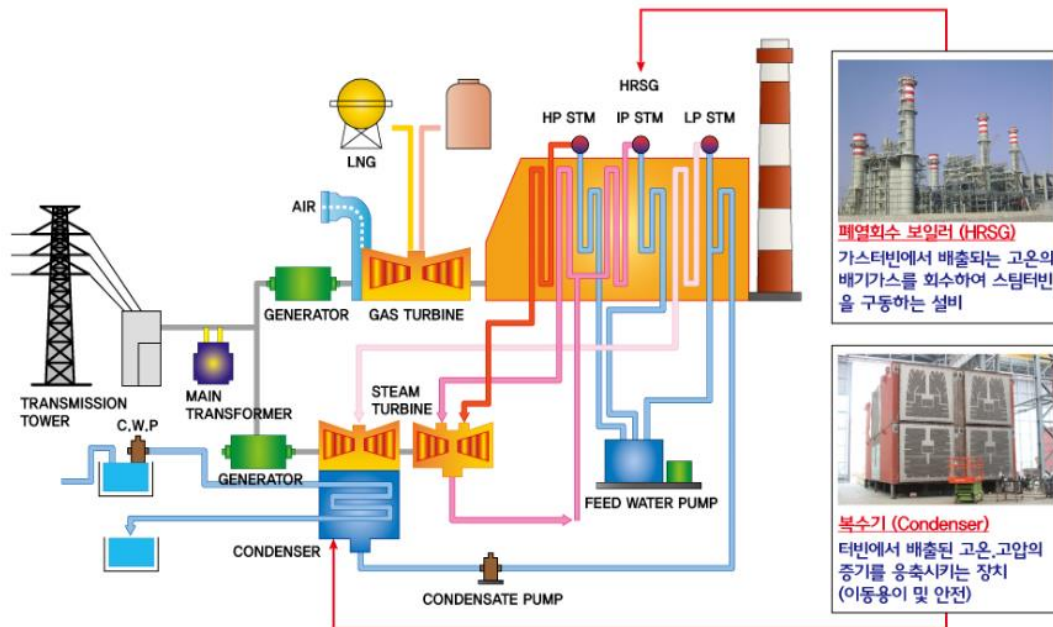 HRSG
HP STM
IP STM
LP STM
LNG
AIR
GENERATOR
GAS TURBINE
폐열회수 보일러 (HRSG)
가스터빈에서 배출되는 고온의
배기가스를 회수하여 스팀터빈
을 구동하는 설비
TRANSMISSION
TOWER
MAIN
TRANSFORMER
STEAM
TURBINE
C.W.P
GENERATOR
FEED WATER PUMP
CONDENSER
CONDENSATE PUMP
복수기 (Condenser)
터빈에서 배출된 고온.고압의
증기를 응축시키는 장치
(이동용이 및 안전)